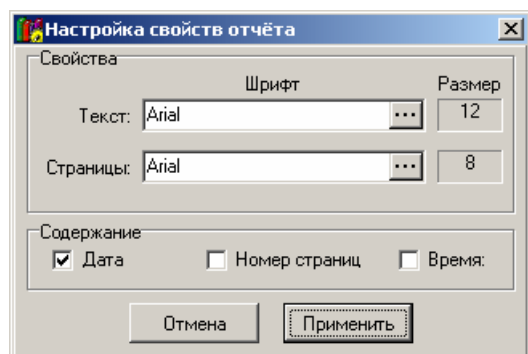 Настройка свойств отчёта
Свойства
Шрифт Размер
Текст: Arial ... 12
Страницы: Arial ... 8
Содержание
Дата Номер страниц Время:
Отмена Применить